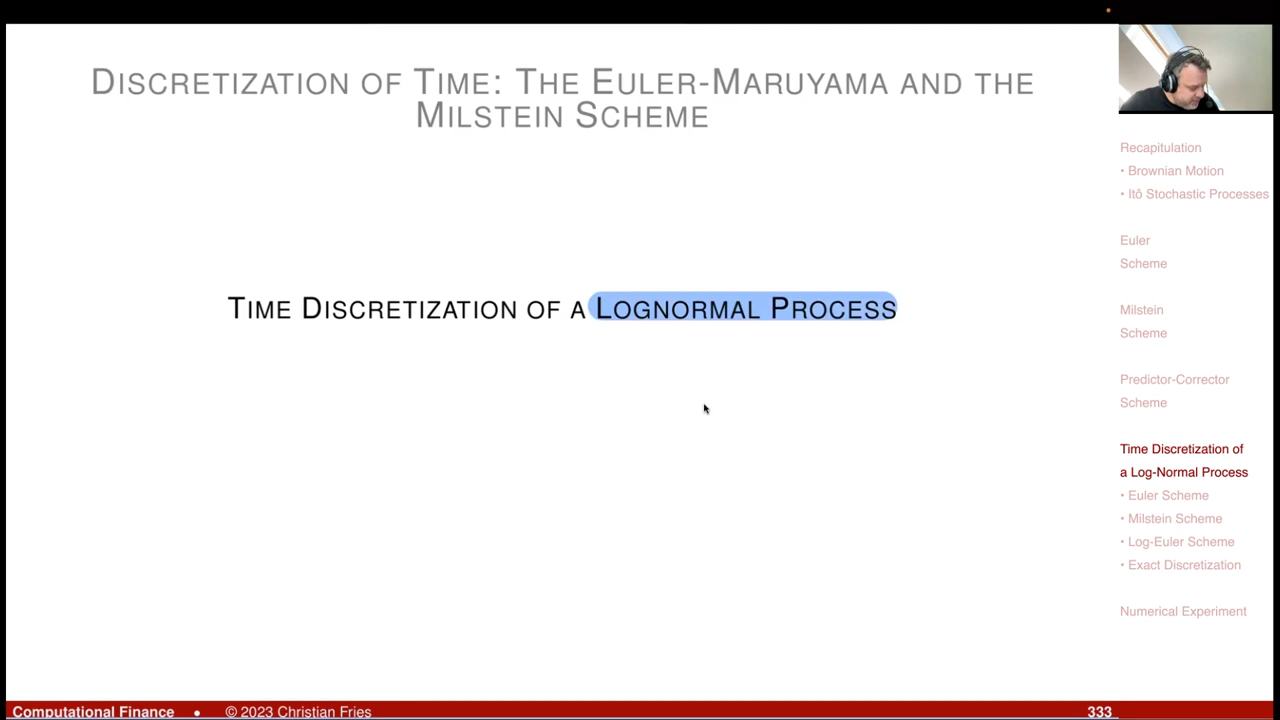 DISCRETIZATION OF TIME: THE EULER-MARUYAMA AND THE
MILSTEIN SCHEME
TIME DISCRETIZATION OF A LOGNORMAL PROCESS
Recapitulation
• Brownian Motion
• Itô Stochastic Processes
Euler
Scheme
Milstein
Scheme
Predictor-Corrector
Scheme
Time Discretization of
a Log-Normal Process
• Euler Scheme
• Milstein Scheme
• Log-Euler Scheme
• Exact Discretization
Numerical Experiment
Computational Finance • © 2023 Christian Fries 333